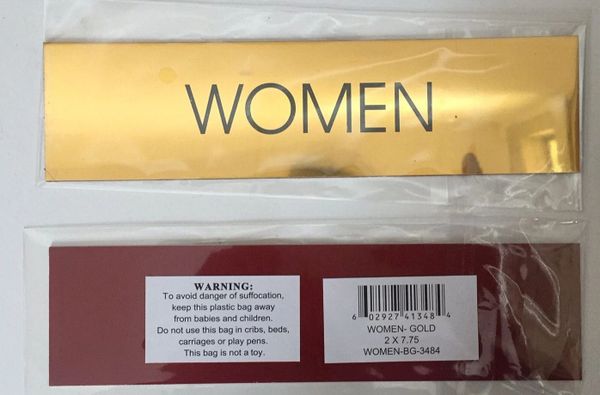 WOMEN
WARNING:
To avoid danger of suffocation,
keep this plastic bag away
from babies and children.
Do not use this bag in cribs, beds,
carriages or play pens.
This bag is not a toy.
6 02927 41348 4
WOMEN- GOLD
2 X 7.75
WOMEN-BG-3484